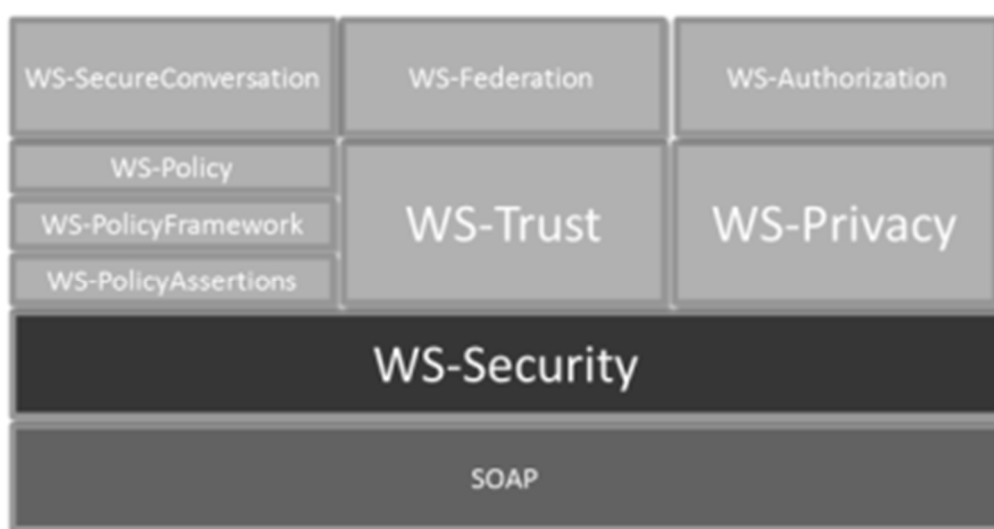 WS-SecureConversation
WS-Federation
WS-Authorization
WS-Policy
WS-PolicyFramework
WS-PolicyAssertions
WS-Trust
WS-Privacy
WS-Security
SOAP